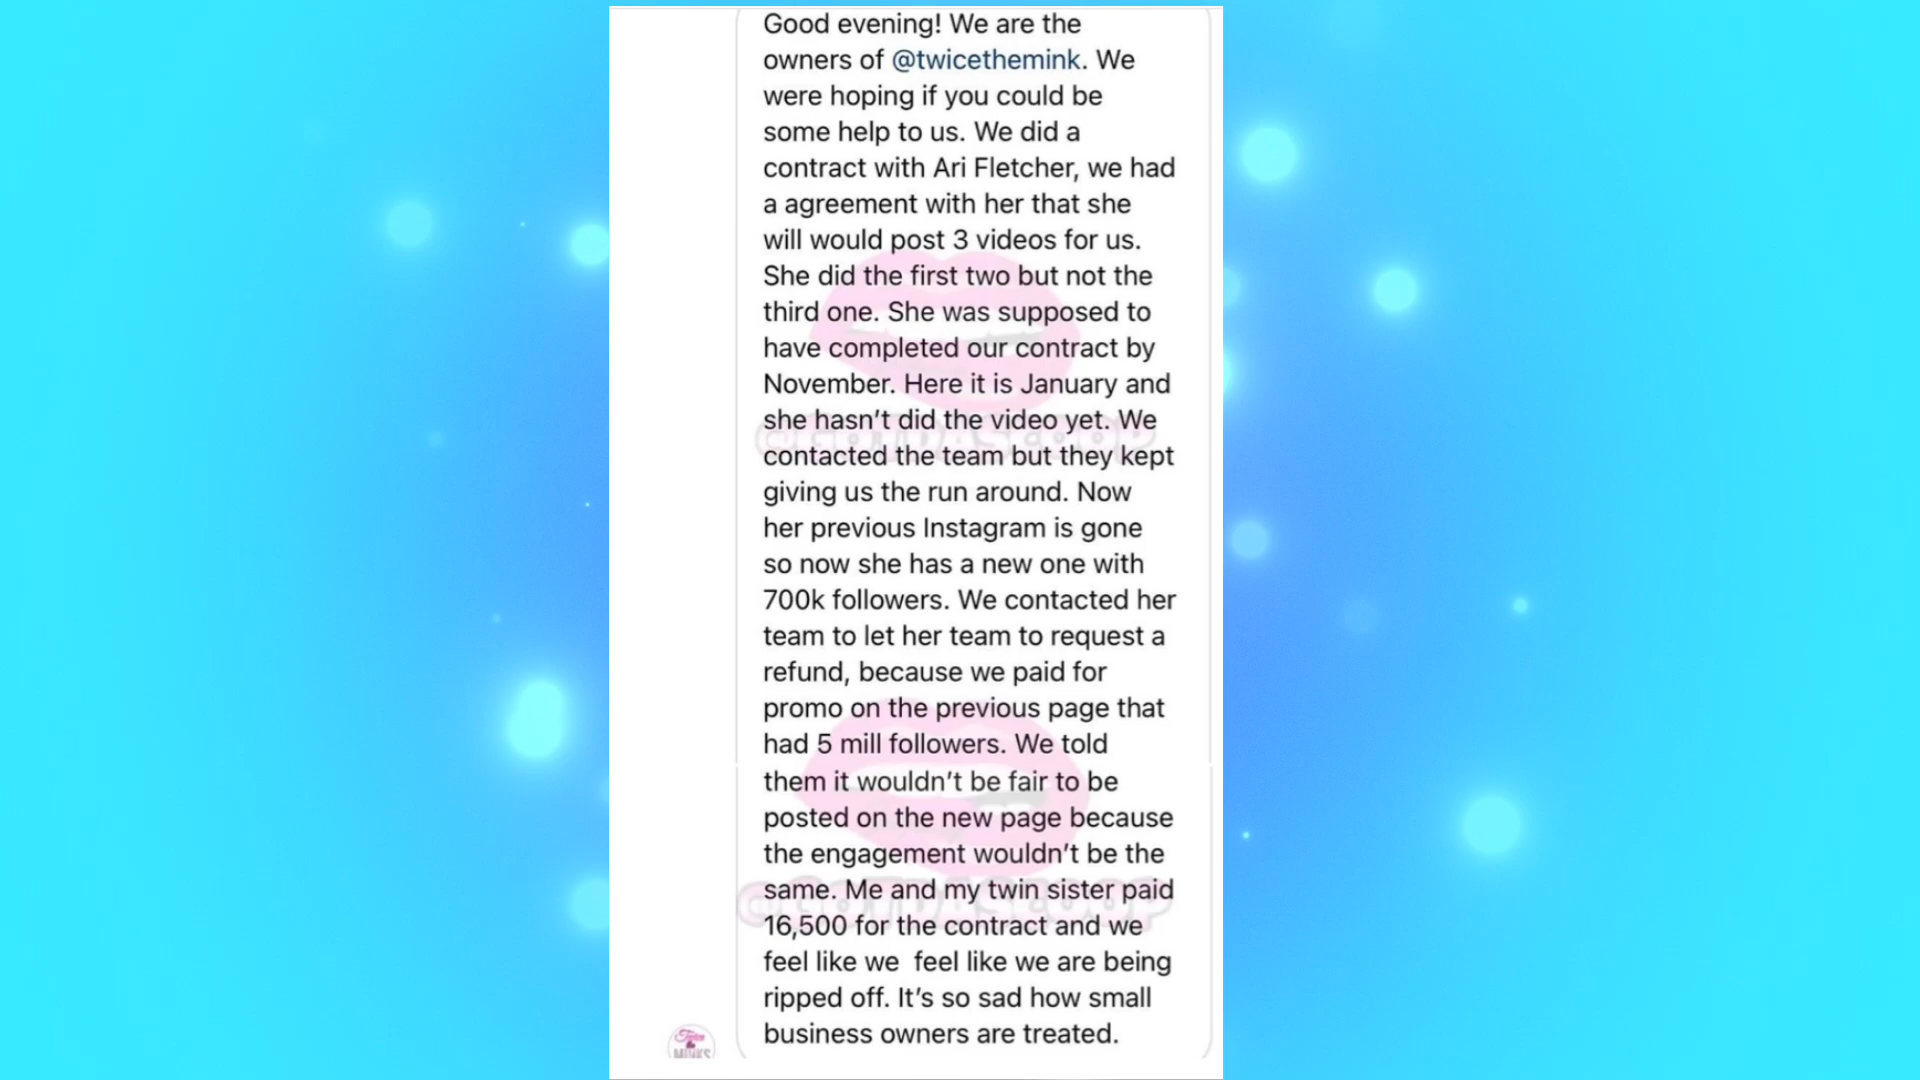 Good evening! We are the
owners of @twicethemink. We
were hoping if you could be
some help to us. We did a
contract with Ari Fletcher, we had
a agreement with her that she
will would post 3 videos for us.
She did the first two but not the
third one. She was supposed to
have completed our contract by
November. Here it is January and
she hasn't did the video yet. We
contacted the team but they kept
giving us the run around. Now
her previous Instagram is gone
so now she has a new one with
700k followers. We contacted her
team to let her team to request a
refund, because we paid for
promo on the previous page that
had 5 mill followers. We told
them it wouldn't be fair to be
posted on the new page because
the engagement wouldn't be the
same. Me and my twin sister paid
16,500 for the contract and we
feel like we  feel like we are being
ripped off. It's so sad how small
business owners are treated.
@GOTDASCOOP
@GOTDASCOOP
MINKS